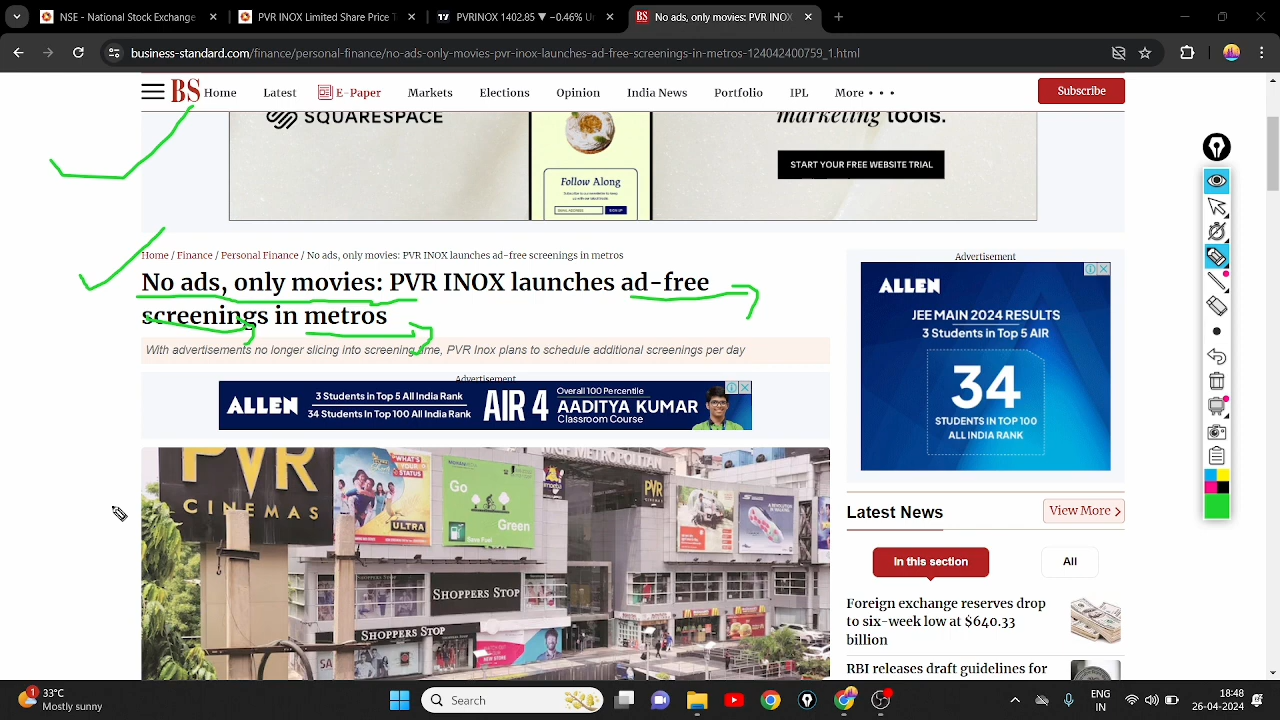 NSE - National Stock Exchange
PVR INOX Limited Share Price T
PVRINOX 1402.85 ▼ −0.46% U
No ads, only movies: PVR INOX
business-standard.com/finance/personal-finance/no-ads-only-movies-pvr-inox-launches-ad-free-screenings-in-metros-124042400759_1.html
BS Home Latest E-Paper Markets Elections Opinion India News Portfolio IPL More Subscribe
SQUARESPACE
marketing tools.
START YOUR FREE WEBSITE TRIAL
Follow Along
SIGN UP
Home / Finance / Personal Finance / No ads, only movies: PVR INOX launches ad-free screenings in metros
No ads, only movies: PVR INOX launches ad-free
screenings in metros
With advertisements no longer slicing into screening time, PVR Inox plans to schedule additional screenings per day
Advertisement
ALLEN
3 Students in Top 5 All India Rank
34 Students in Top 100 All India Rank
AIR 4
Overall 100 Percentile
AADITYA KUMAR
Classroom Course
PVR
CINEMAS
WHAT'S YOUR STATUS
ULTRA
Go
Green
Save Fuel
METROPOLITAN
PVR
SHOPPERS STOP
SHOPPERS STOP
Advertisement
ALLEN
JEE MAIN 2024 RESULTS
3 Students in Top 5 AIR
34
STUDENTS IN TOP 100
ALL INDIA RANK
Latest News
View More
In this section
All
Foreign exchange reserves drop
to six-week low at $640.33
billion
RBI releases draft guidelines for
1
33°C
Mostly sunny
Search
ENG
IN
18:48
26-04-2024